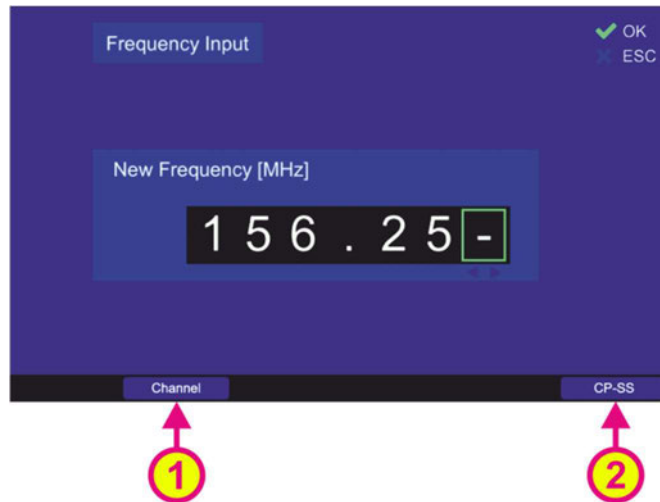 Frequency Input
OK
ESC
New Frequency [MHz]
156.25-
Channel
CP-SS
1
2